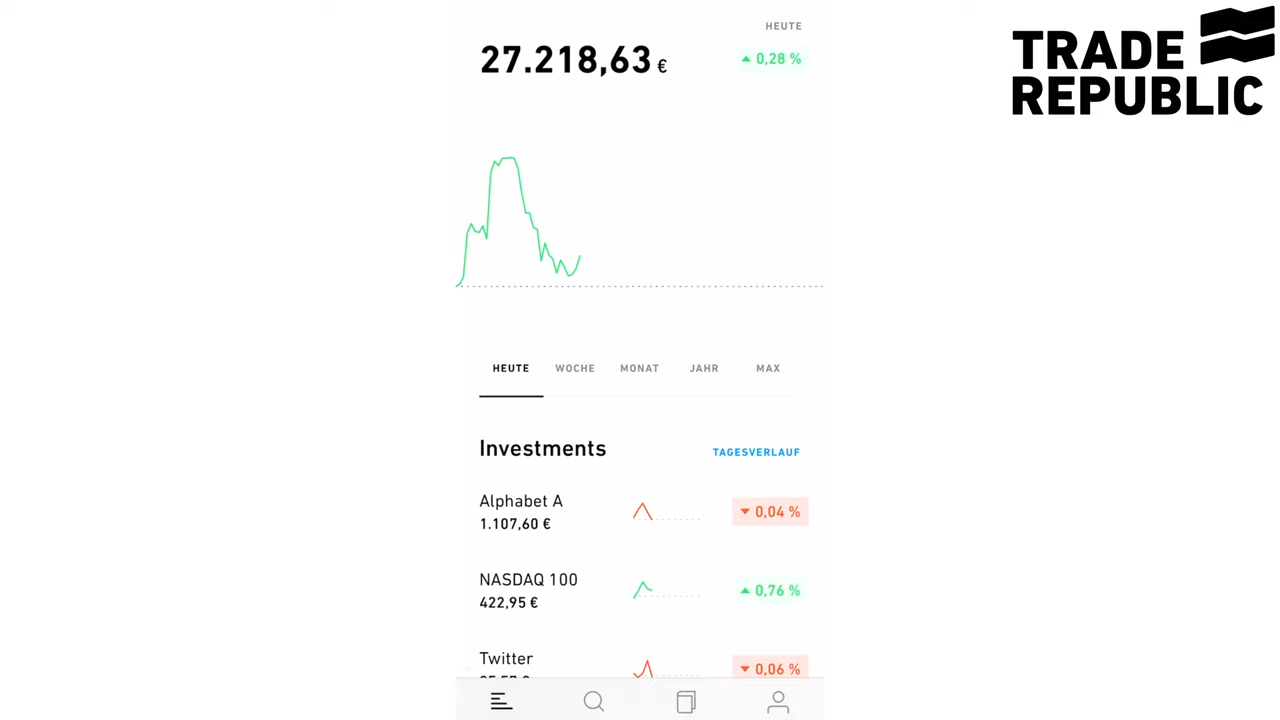 HEUTE
27.218,63 €
0,28 %
TRADE
REPUBLIC
HEUTE WOCHE MONAT JAHR MAX
Investments
TAGESVERLAUF
Alphabet A
1.107,60 €
0,04 %
NASDAQ 100
422,95 €
0,76 %
Twitter
0,06 %